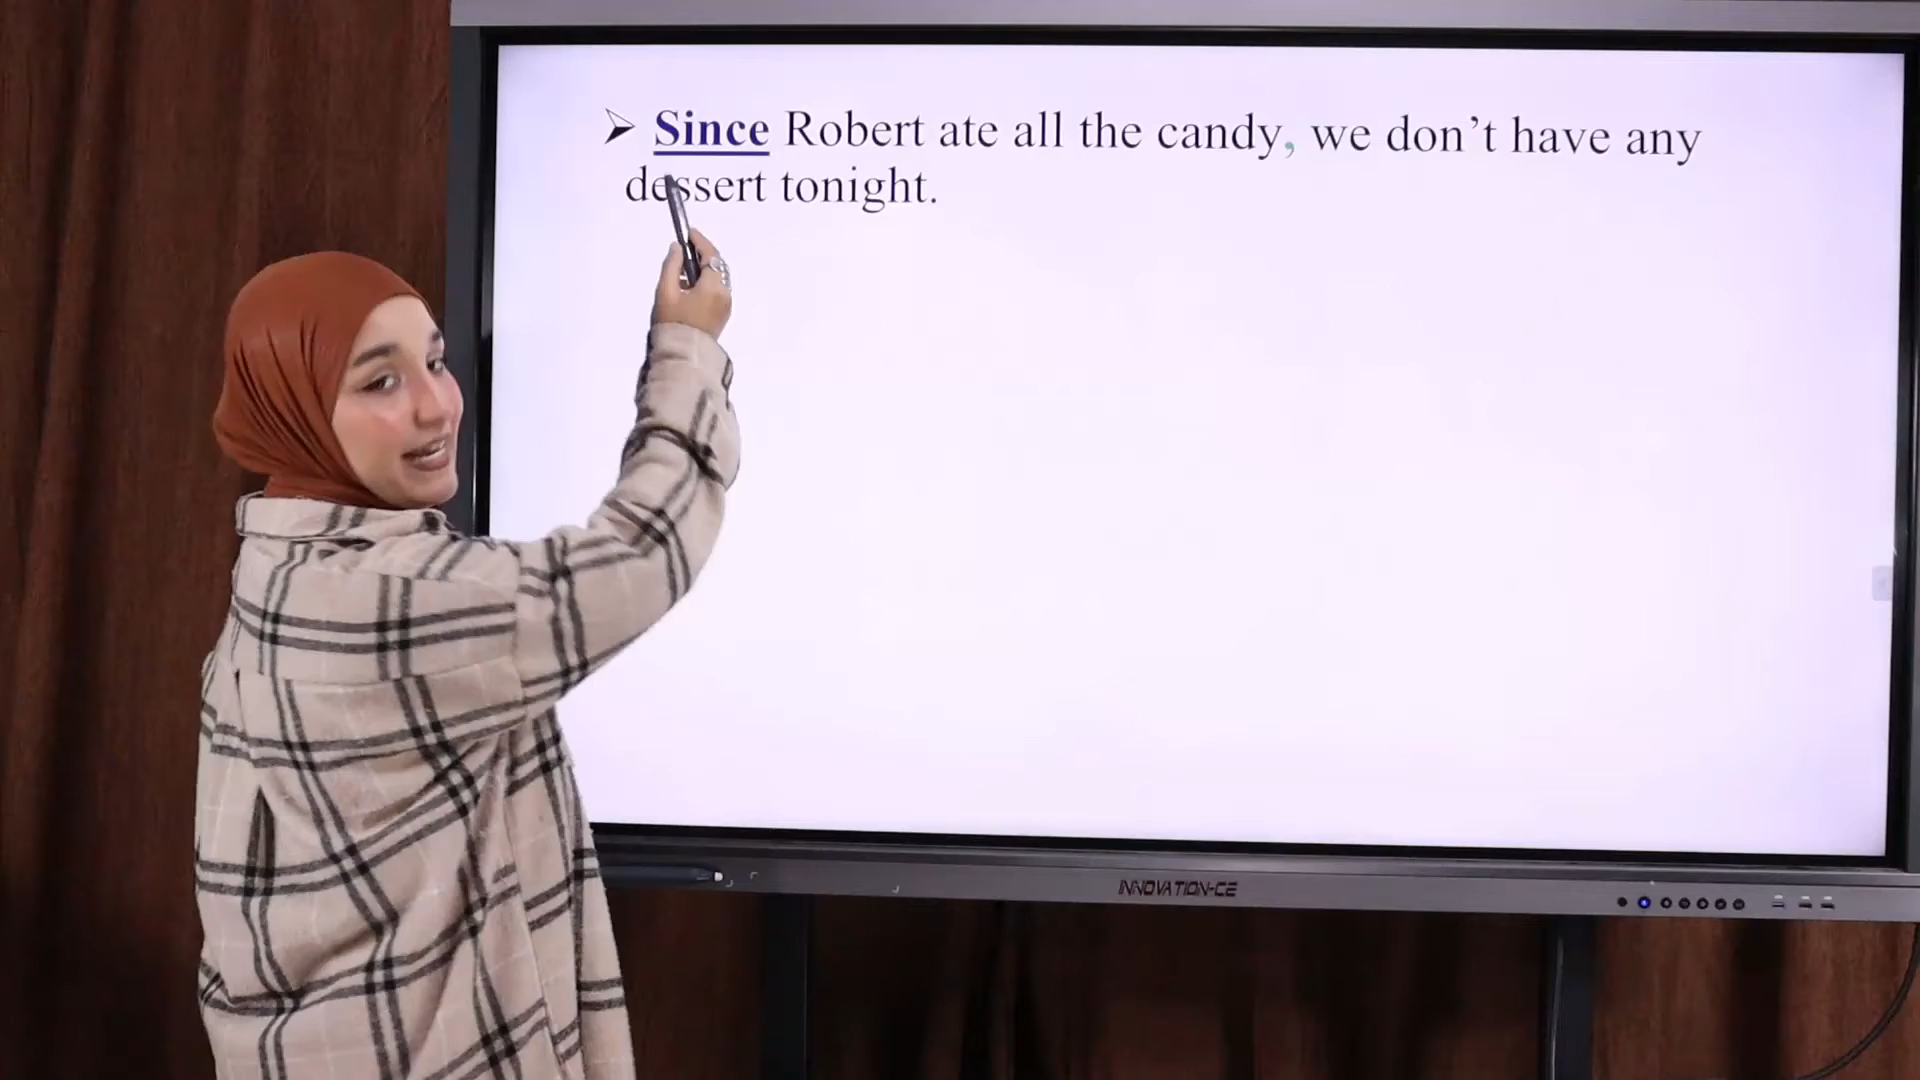 ➢ Since Robert ate all the candy, we don’t have any
dessert tonight.
INNOVATION-CE